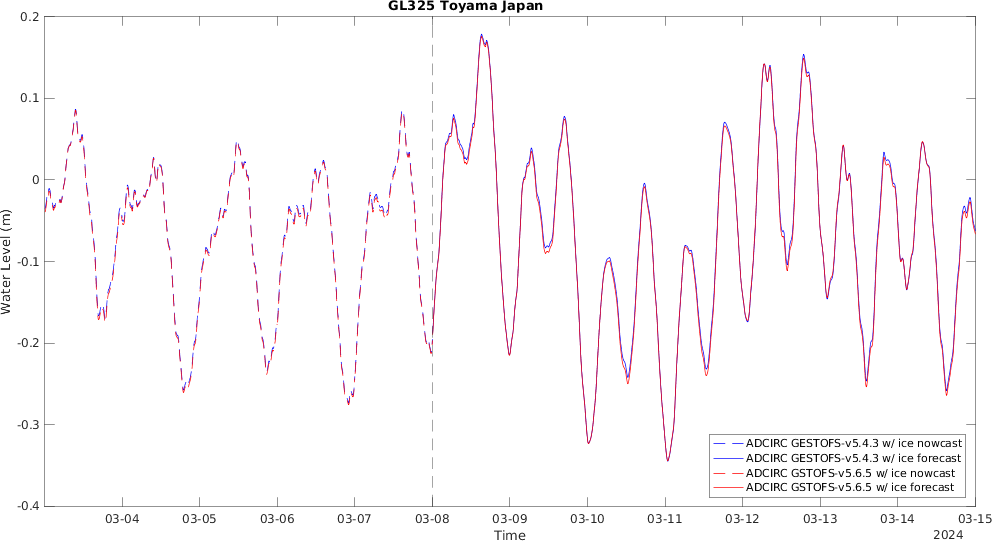 GL325 Toyama Japan
Water Level (m)
0.2
0.1
0
-0.1
-0.2
-0.3
-0.4
ADCIRC GESTOFS-v5.4.3 w/ ice nowcast
ADCIRC GESTOFS-v5.4.3 w/ ice forecast
ADCIRC GSTOFS-v5.6.5 w/ ice nowcast
ADCIRC GSTOFS-v5.6.5 w/ ice forecast
03-04 03-05 03-06 03-07 03-08 03-09 03-10 03-11 03-12 03-13 03-14 03-15
Time
2024